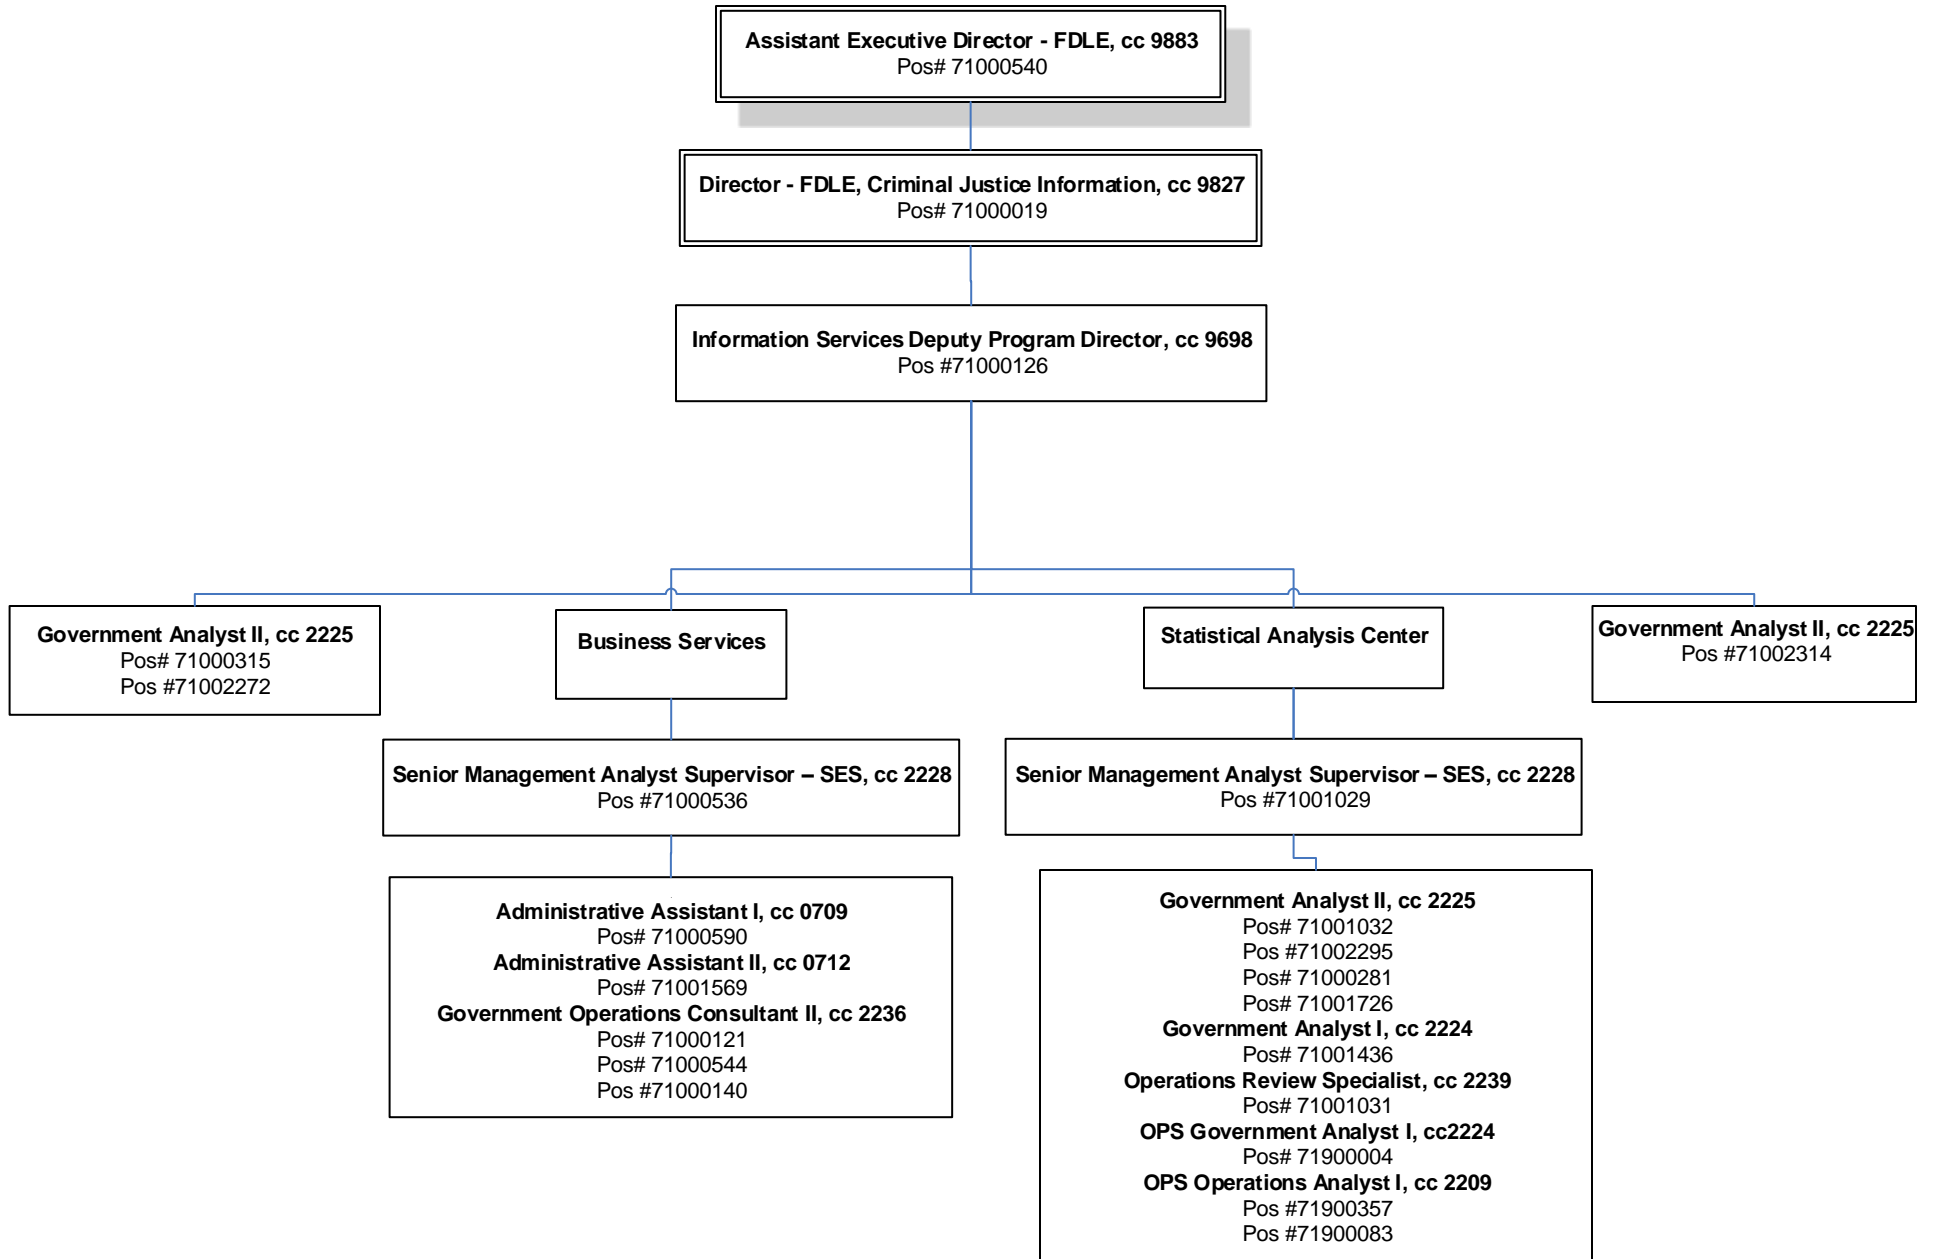 Assistant Executive Director - FDLE, cc 9883
Pos# 71000540
Director - FDLE, Criminal Justice Information, cc 9827
Pos# 71000019
Information Services Deputy Program Director, cc 9698
Pos #71000126
Government Analyst II, cc 2225
Pos# 71000315
Pos #71002272
Business Services
Statistical Analysis Center
Government Analyst II, cc 2225
Pos #71002314
Senior Management Analyst Supervisor – SES, cc 2228
Pos #71000536
Senior Management Analyst Supervisor – SES, cc 2228
Pos #71001029
Administrative Assistant I, cc 0709
Pos# 71000590
Administrative Assistant II, cc 0712
Pos# 71001569
Government Operations Consultant II, cc 2236
Pos# 71000121
Pos# 71000544
Pos #71000140
Government Analyst II, cc 2225
Pos# 71001032
Pos #71002295
Pos# 71000281
Pos# 71001726
Government Analyst I, cc 2224
Pos# 71001436
Operations Review Specialist, cc 2239
Pos# 71001031
OPS Government Analyst I, cc2224
Pos# 71900004
OPS Operations Analyst I, cc 2209
Pos #71900357
Pos #71900083